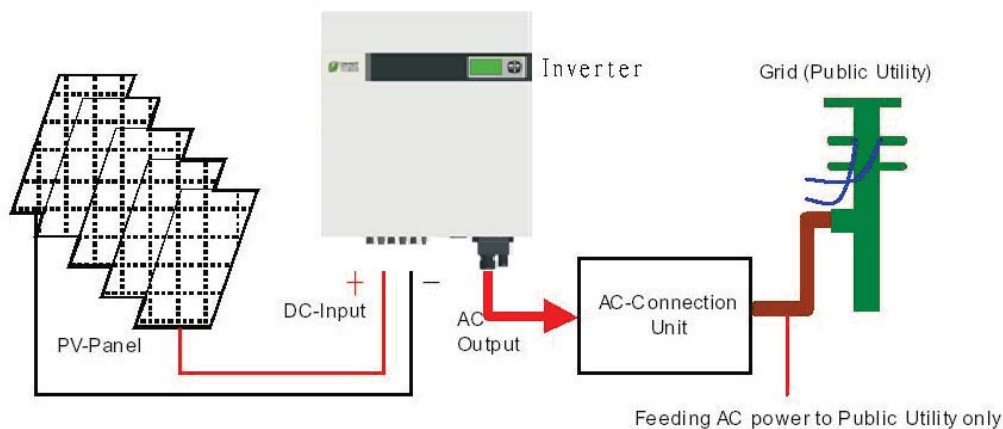 Inverter
Grid (Public Utility)
+
−
DC-Input
AC
Output
AC-Connection
Unit
PV-Panel
Feeding AC power to Public Utility only